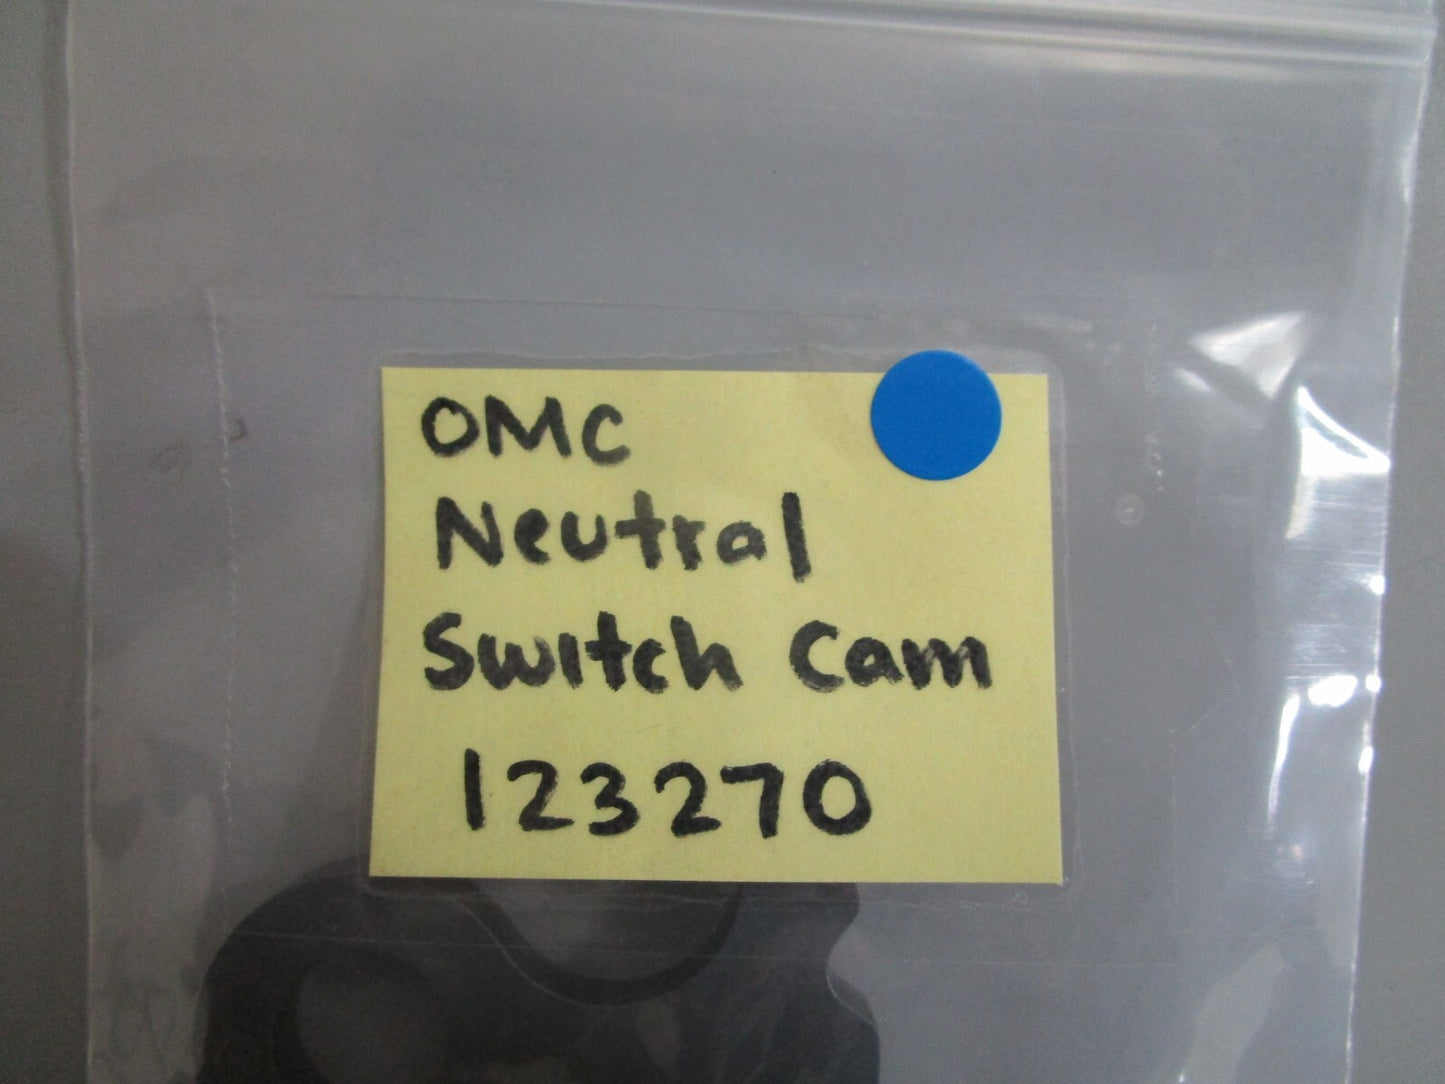 OMC
Neutral
Switch Cam
123270